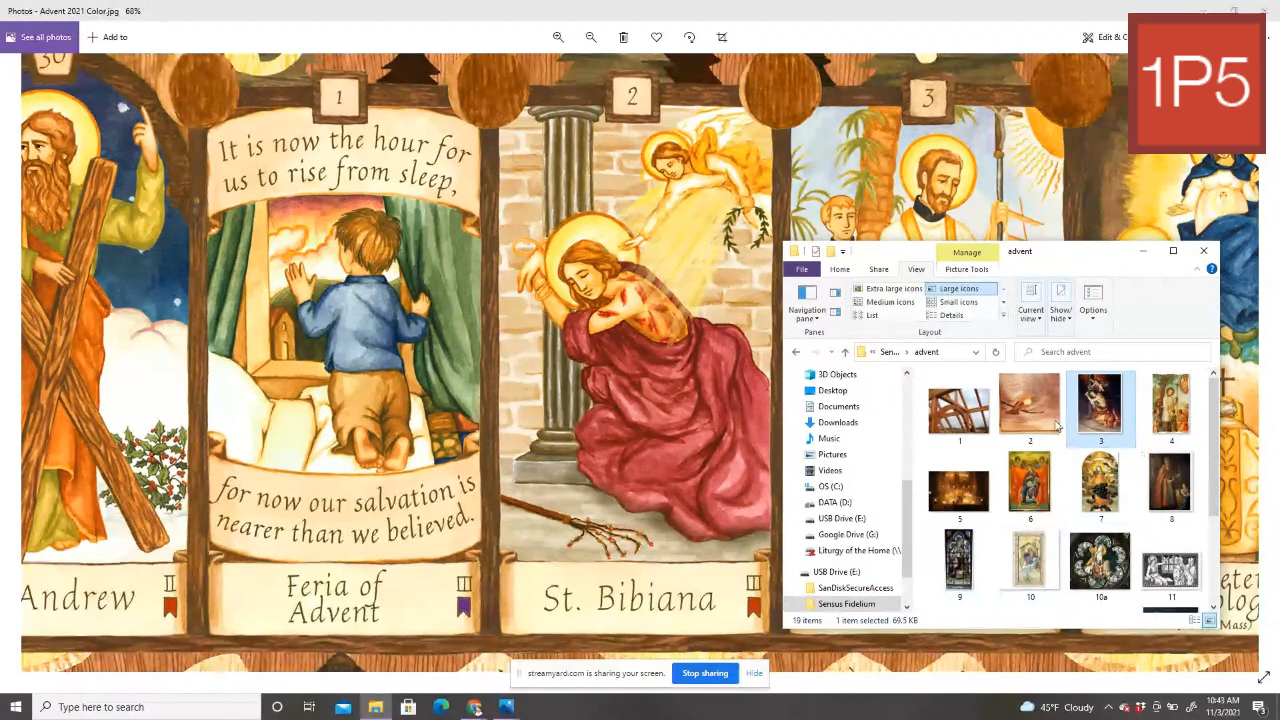 Photos - Advent 2021 Color.jpg 68%
See all photos
Add to
Edit & C
1P5
30
1
2
3
It is now the hour for
us to rise from sleep,
for now our salvation is
nearer than we believed.
Andrew
II
Feria of
Advent
III
St. Bibiana
III
Mass)
Manage
advent
File
Home
Share
View
Picture Tools
Navigation
pane
Extra large icons
Large icons
Medium icons
Small icons
List
Details
Current
view
Show/
hide
Options
Panes
Layout
Sen...
advent
Search advent
3D Objects
Desktop
Documents
Downloads
Music
Pictures
Videos
OS (C:)
DATA (D:)
USB Drive (E:)
Google Drive (G:)
Liturgy of the Home (\\
USB Drive (E:)
SanDiskSecureAccess
Sensus Fidelium
1
2
3
4
5
6
7
8
9
10
10a
11
19 items
1 item selected 69.5 KB
streamyard.com is sharing your screen.
Stop sharing
Hide
Type here to search
45°F Cloudy
10:43 AM
11/3/2021
3